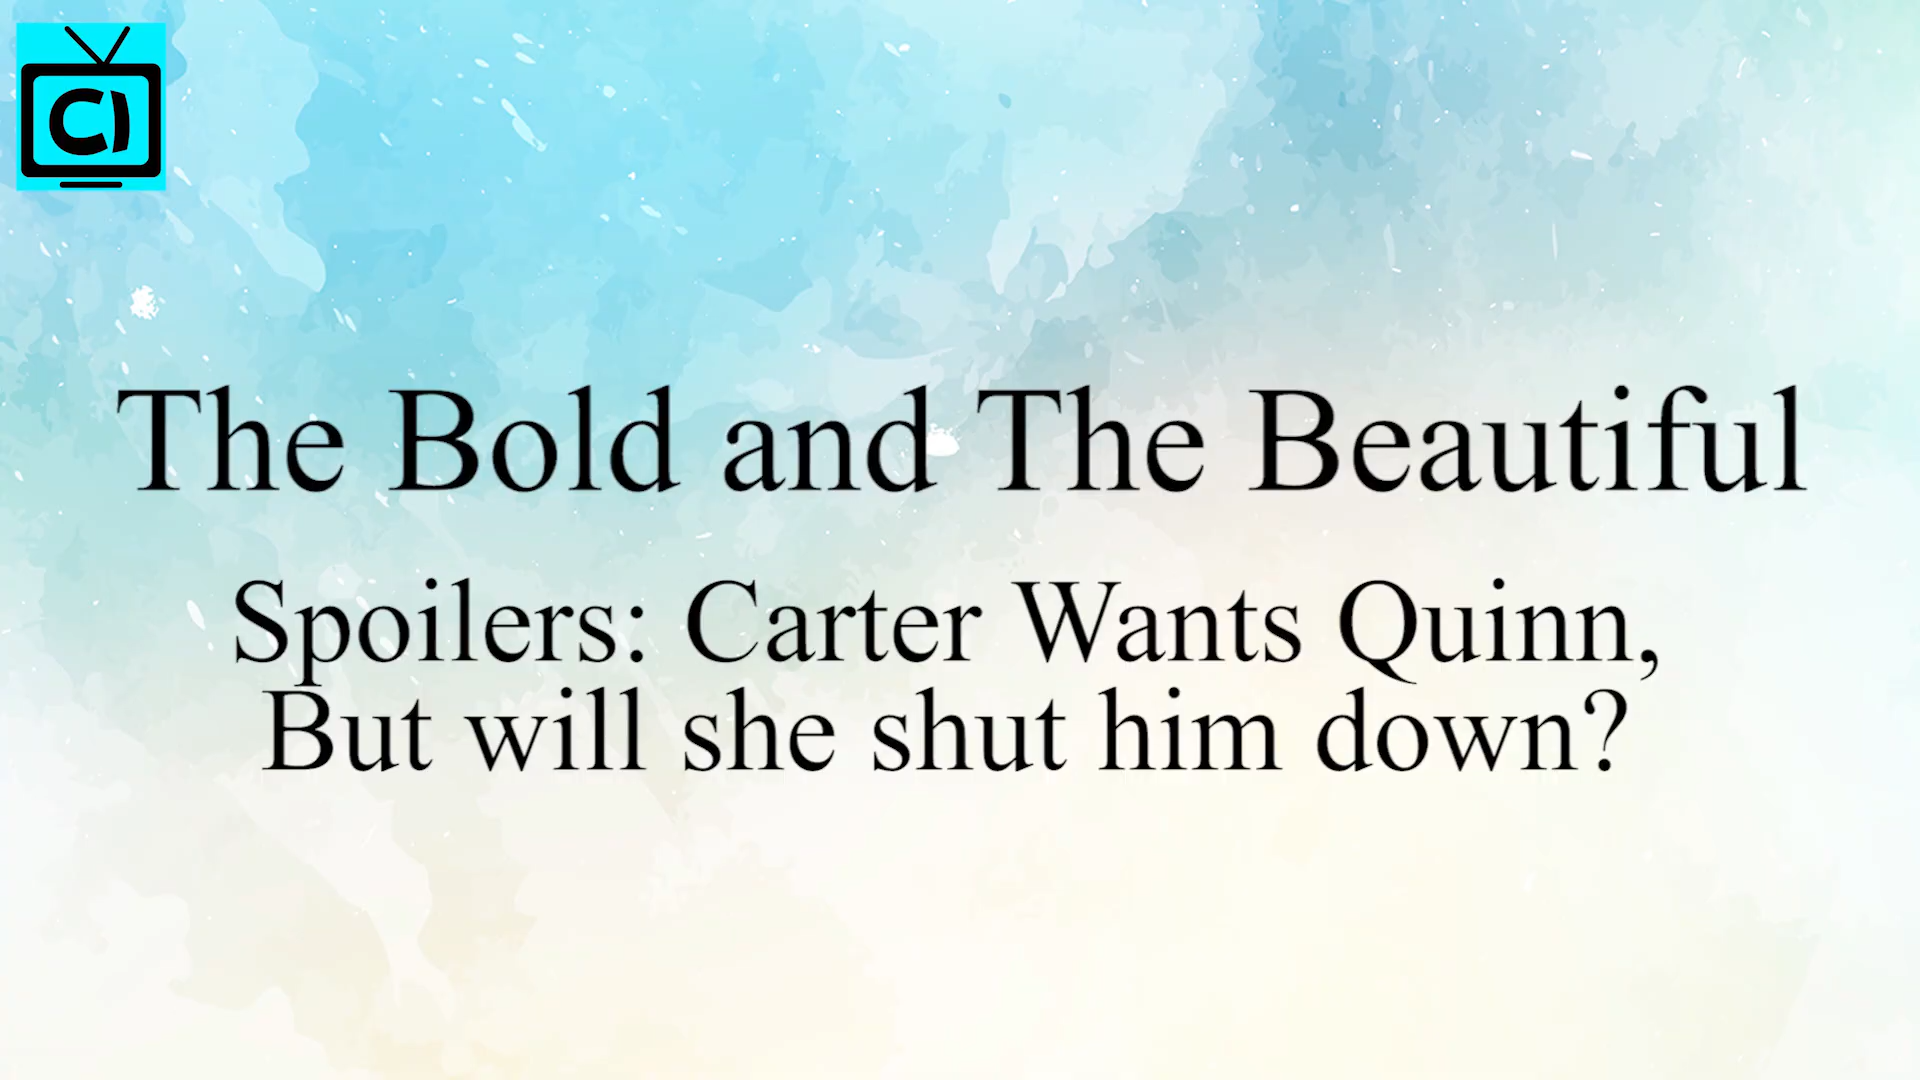 CI
The Bold and The Beautiful
Spoilers: Carter Wants Quinn,
But will she shut him down?